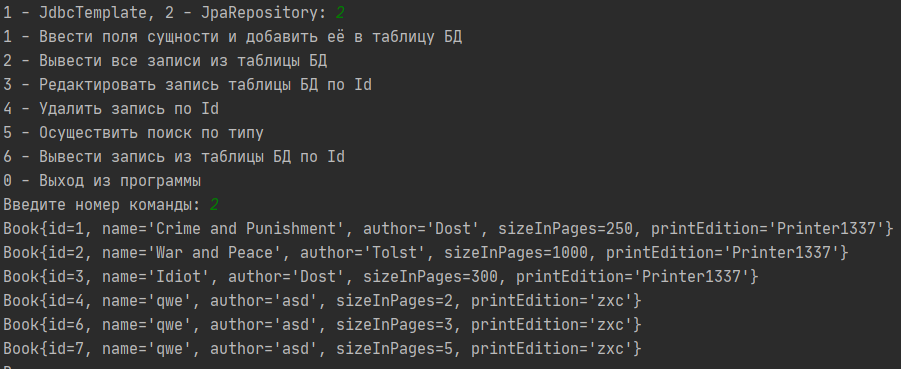 1 - JdbcTemplate, 2 - JpaRepository: 2
1 - Ввести поля сущности и добавить её в таблицу БД
2 - Вывести все записи из таблицы БД
3 - Редактировать запись таблицы БД по Id
4 - Удалить запись по Id
5 - Осуществить поиск по типу
6 - Вывести запись из таблицы БД по Id
0 - Выход из программы
Введите номер команды: 2
Book{id=1, name='Crime and Punishment', author='Dost', sizeInPages=250, printEdition='Printer1337'}
Book{id=2, name='War and Peace', author='Tolst', sizeInPages=1000, printEdition='Printer1337'}
Book{id=3, name='Idiot', author='Dost', sizeInPages=300, printEdition='Printer1337'}
Book{id=4, name='qwe', author='asd', sizeInPages=2, printEdition='zxc'}
Book{id=6, name='qwe', author='asd', sizeInPages=3, printEdition='zxc'}
Book{id=7, name='qwe', author='asd', sizeInPages=5, printEdition='zxc'}